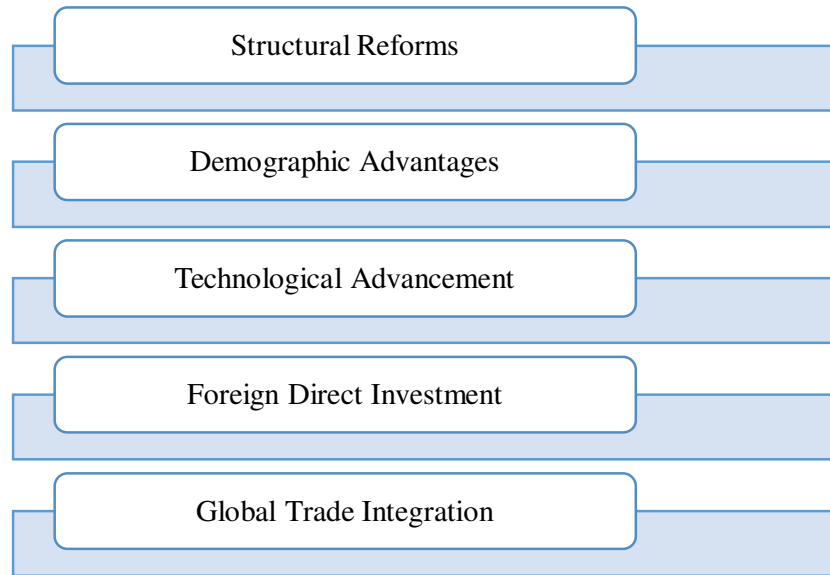 Structural Reforms
Demographic Advantages
Technological Advancement
Foreign Direct Investment
Global Trade Integration